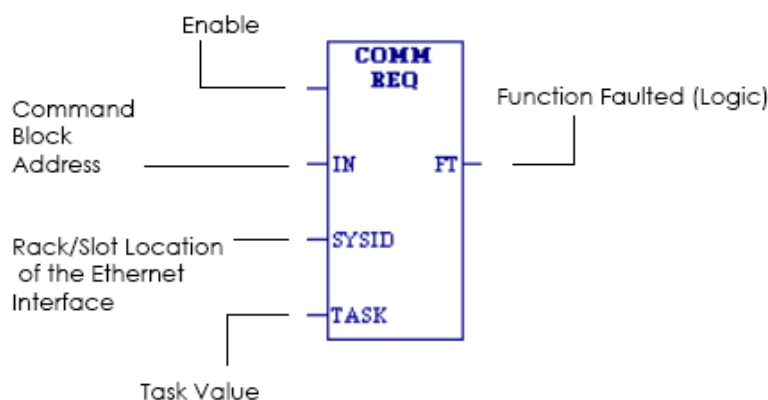 Enable
COMM
REQ
Function Faulted (Logic)
Command
Block
Address
IN
FT
Rack/Slot Location
of the Ethernet
Interface
SYSID
TASK
Task Value